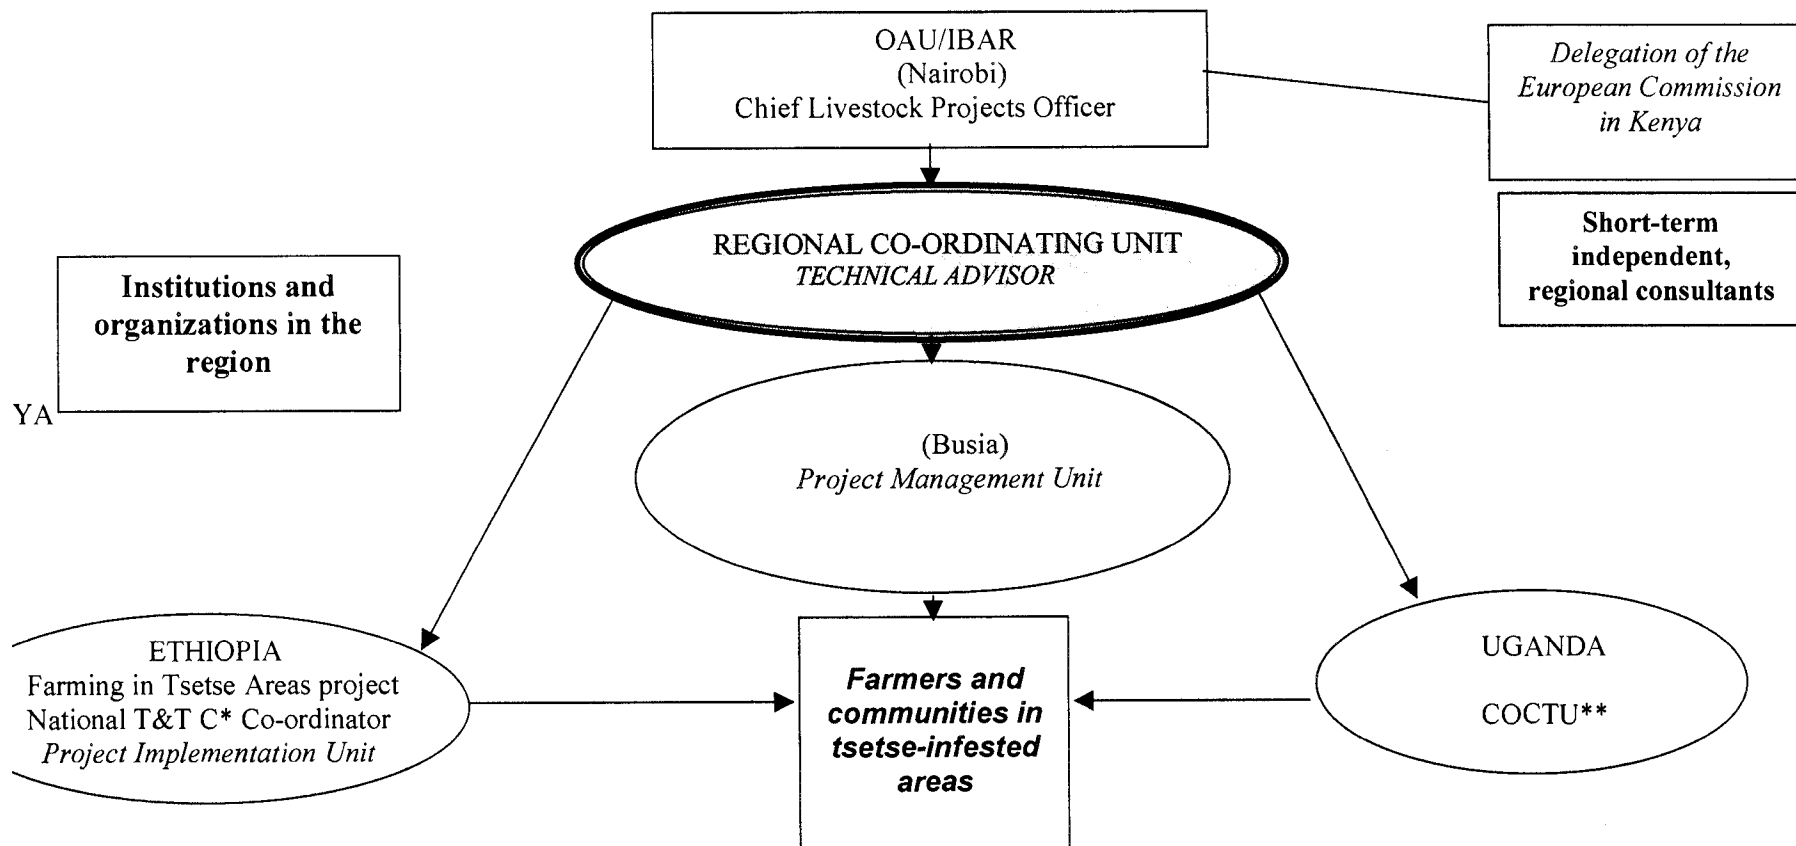 OAU/IBAR
(Nairobi)
Chief Livestock Projects Officer
Delegation of the
European Commission
in Kenya
REGIONAL CO-ORDINATING UNIT
TECHNICAL ADVISOR
Short-term
independent,
regional consultants
Institutions and
organizations in the
region
YA
(Busia)
Project Management Unit
ETHIOPIA
Farming in Tsetse Areas project
National T&T C* Co-ordinator
Project Implementation Unit
Farmers and
communities in
tsetse-infested
areas
UGANDA
COCTU**